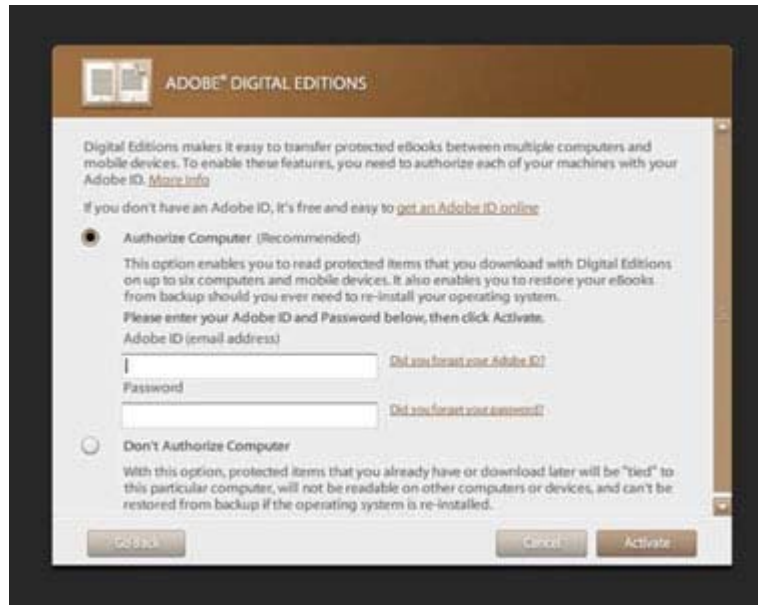 ADOBE® DIGITAL EDITIONS
Digital Editions makes it easy to transfer protected eBooks between multiple computers and
mobile devices. To enable these features, you need to authorize each of your machines with your
Adobe ID. More Info
If you don't have an Adobe ID, it's free and easy to get an Adobe ID online
Authorize Computer (Recommended)
This option enables you to read protected items that you download with Digital Editions
on up to six computers and mobile devices. It also enables you to restore your eBooks
from backup should you ever need to re-install your operating system.
Please enter your Adobe ID and Password below, then click Activate.
Adobe ID (email address)
Did you forget your Adobe ID?
Password
Did you forget your password?
Don't Authorize Computer
With this option, protected items that you already have or download later will be "tied" to
this particular computer, will not be readable on other computers or devices, and can't be
restored from backup if the operating system is re-installed.
Go Back Cancel Activate